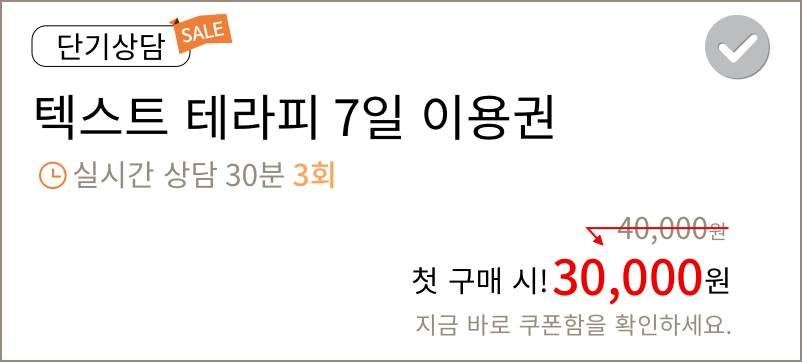 단기상담
SALE
텍스트 테라피 7일 이용권
실시간 상담 30분 3회
40,000원
첫 구매 시! 30,000원
지금 바로 쿠폰함을 확인하세요.